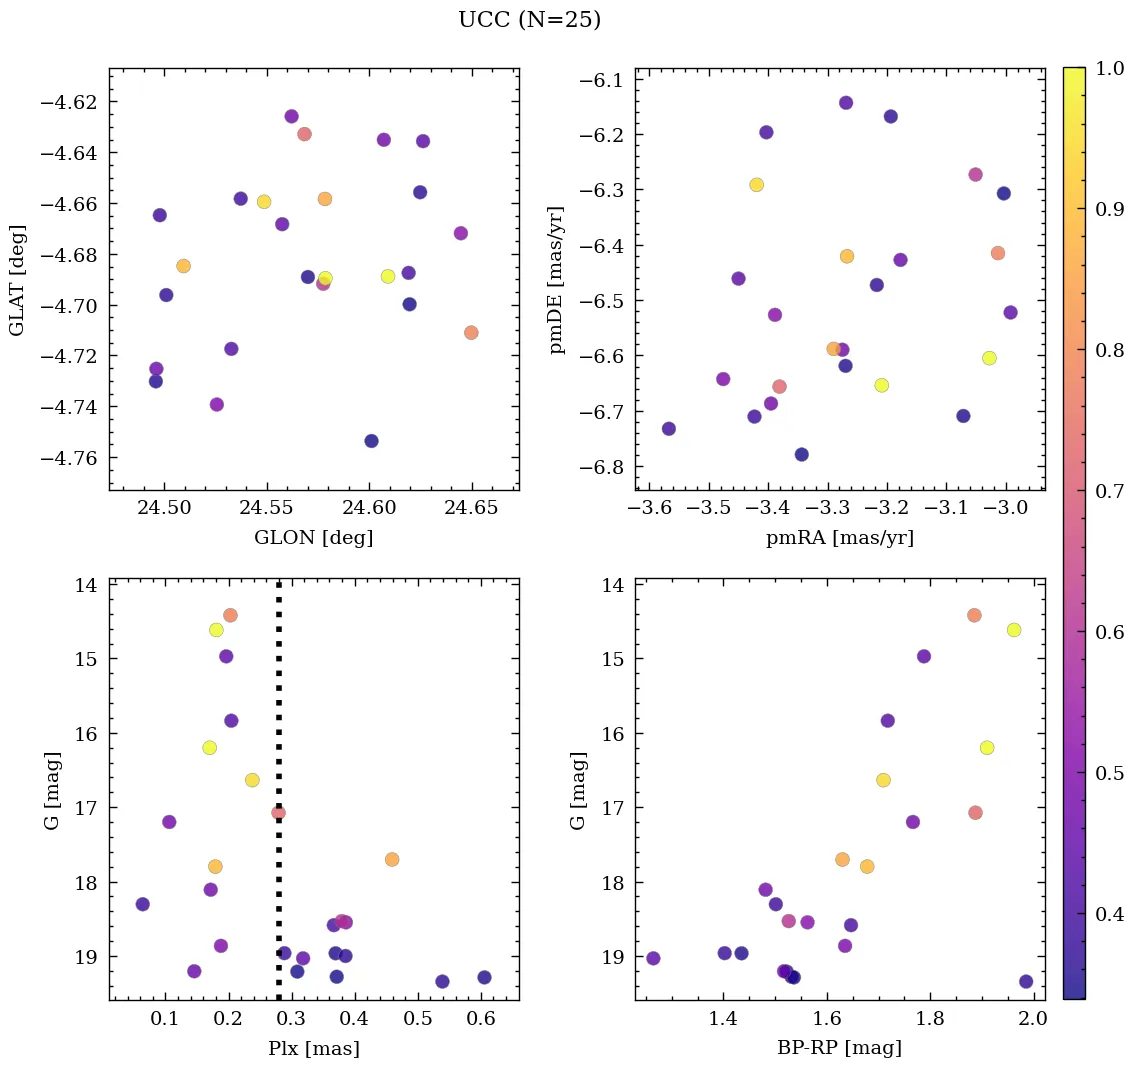 UCC (N=25)
−4.62
−4.64
−4.66
−4.68
−4.70
−4.72
−4.74
−4.76
GLAT [deg]
24.50 24.55 24.60 24.65
GLON [deg]
−6.1
−6.2
−6.3
−6.4
−6.5
−6.6
−6.7
−6.8
pmDE [mas/yr]
−3.6 −3.5 −3.4 −3.3 −3.2 −3.1 −3.0
pmRA [mas/yr]
14
15
16
17
18
19
G [mag]
0.1 0.2 0.3 0.4 0.5 0.6
Plx [mas]
14
15
16
17
18
19
G [mag]
1.4 1.6 1.8 2.0
BP-RP [mag]
1.0
0.9
0.8
0.7
0.6
0.5
0.4